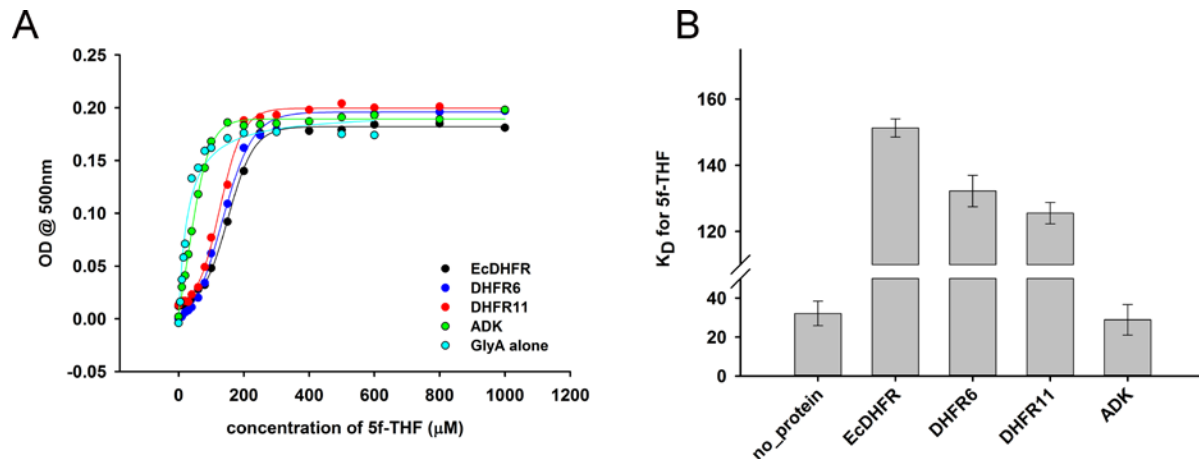 A
0.25
0.20
0.15
0.10
0.05
0.00
-0.05
OD @ 500nm
EcDHFR
DHFR6
DHFR11
ADK
GlyA alone
0 200 400 600 800 1000 1200
concentration of 5f-THF (μM)
B
160
140
120
40
20
0
KD for 5f-THF
no_protein
EcDHFR
DHFR6
DHFR11
ADK